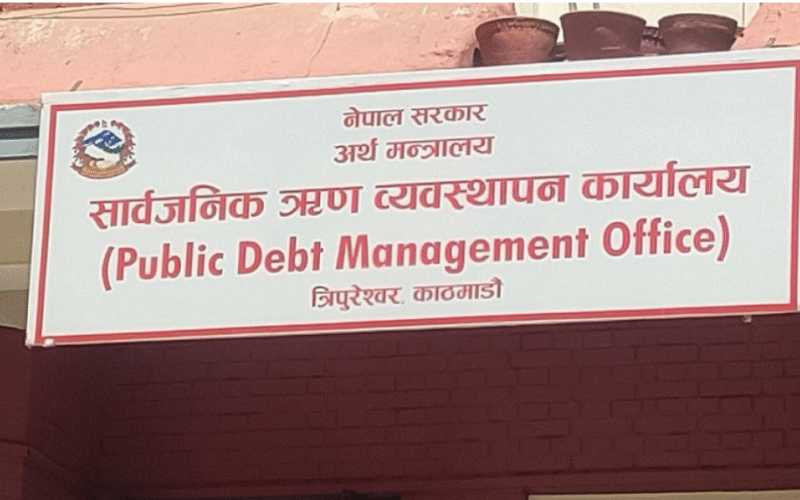 नेपाल सरकार
अर्थ मन्त्रालय
सार्वजनिक ऋण व्यवस्थापन कार्यालय
(Public Debt Management Office)
त्रिपुरेश्वर, काठमाडौं